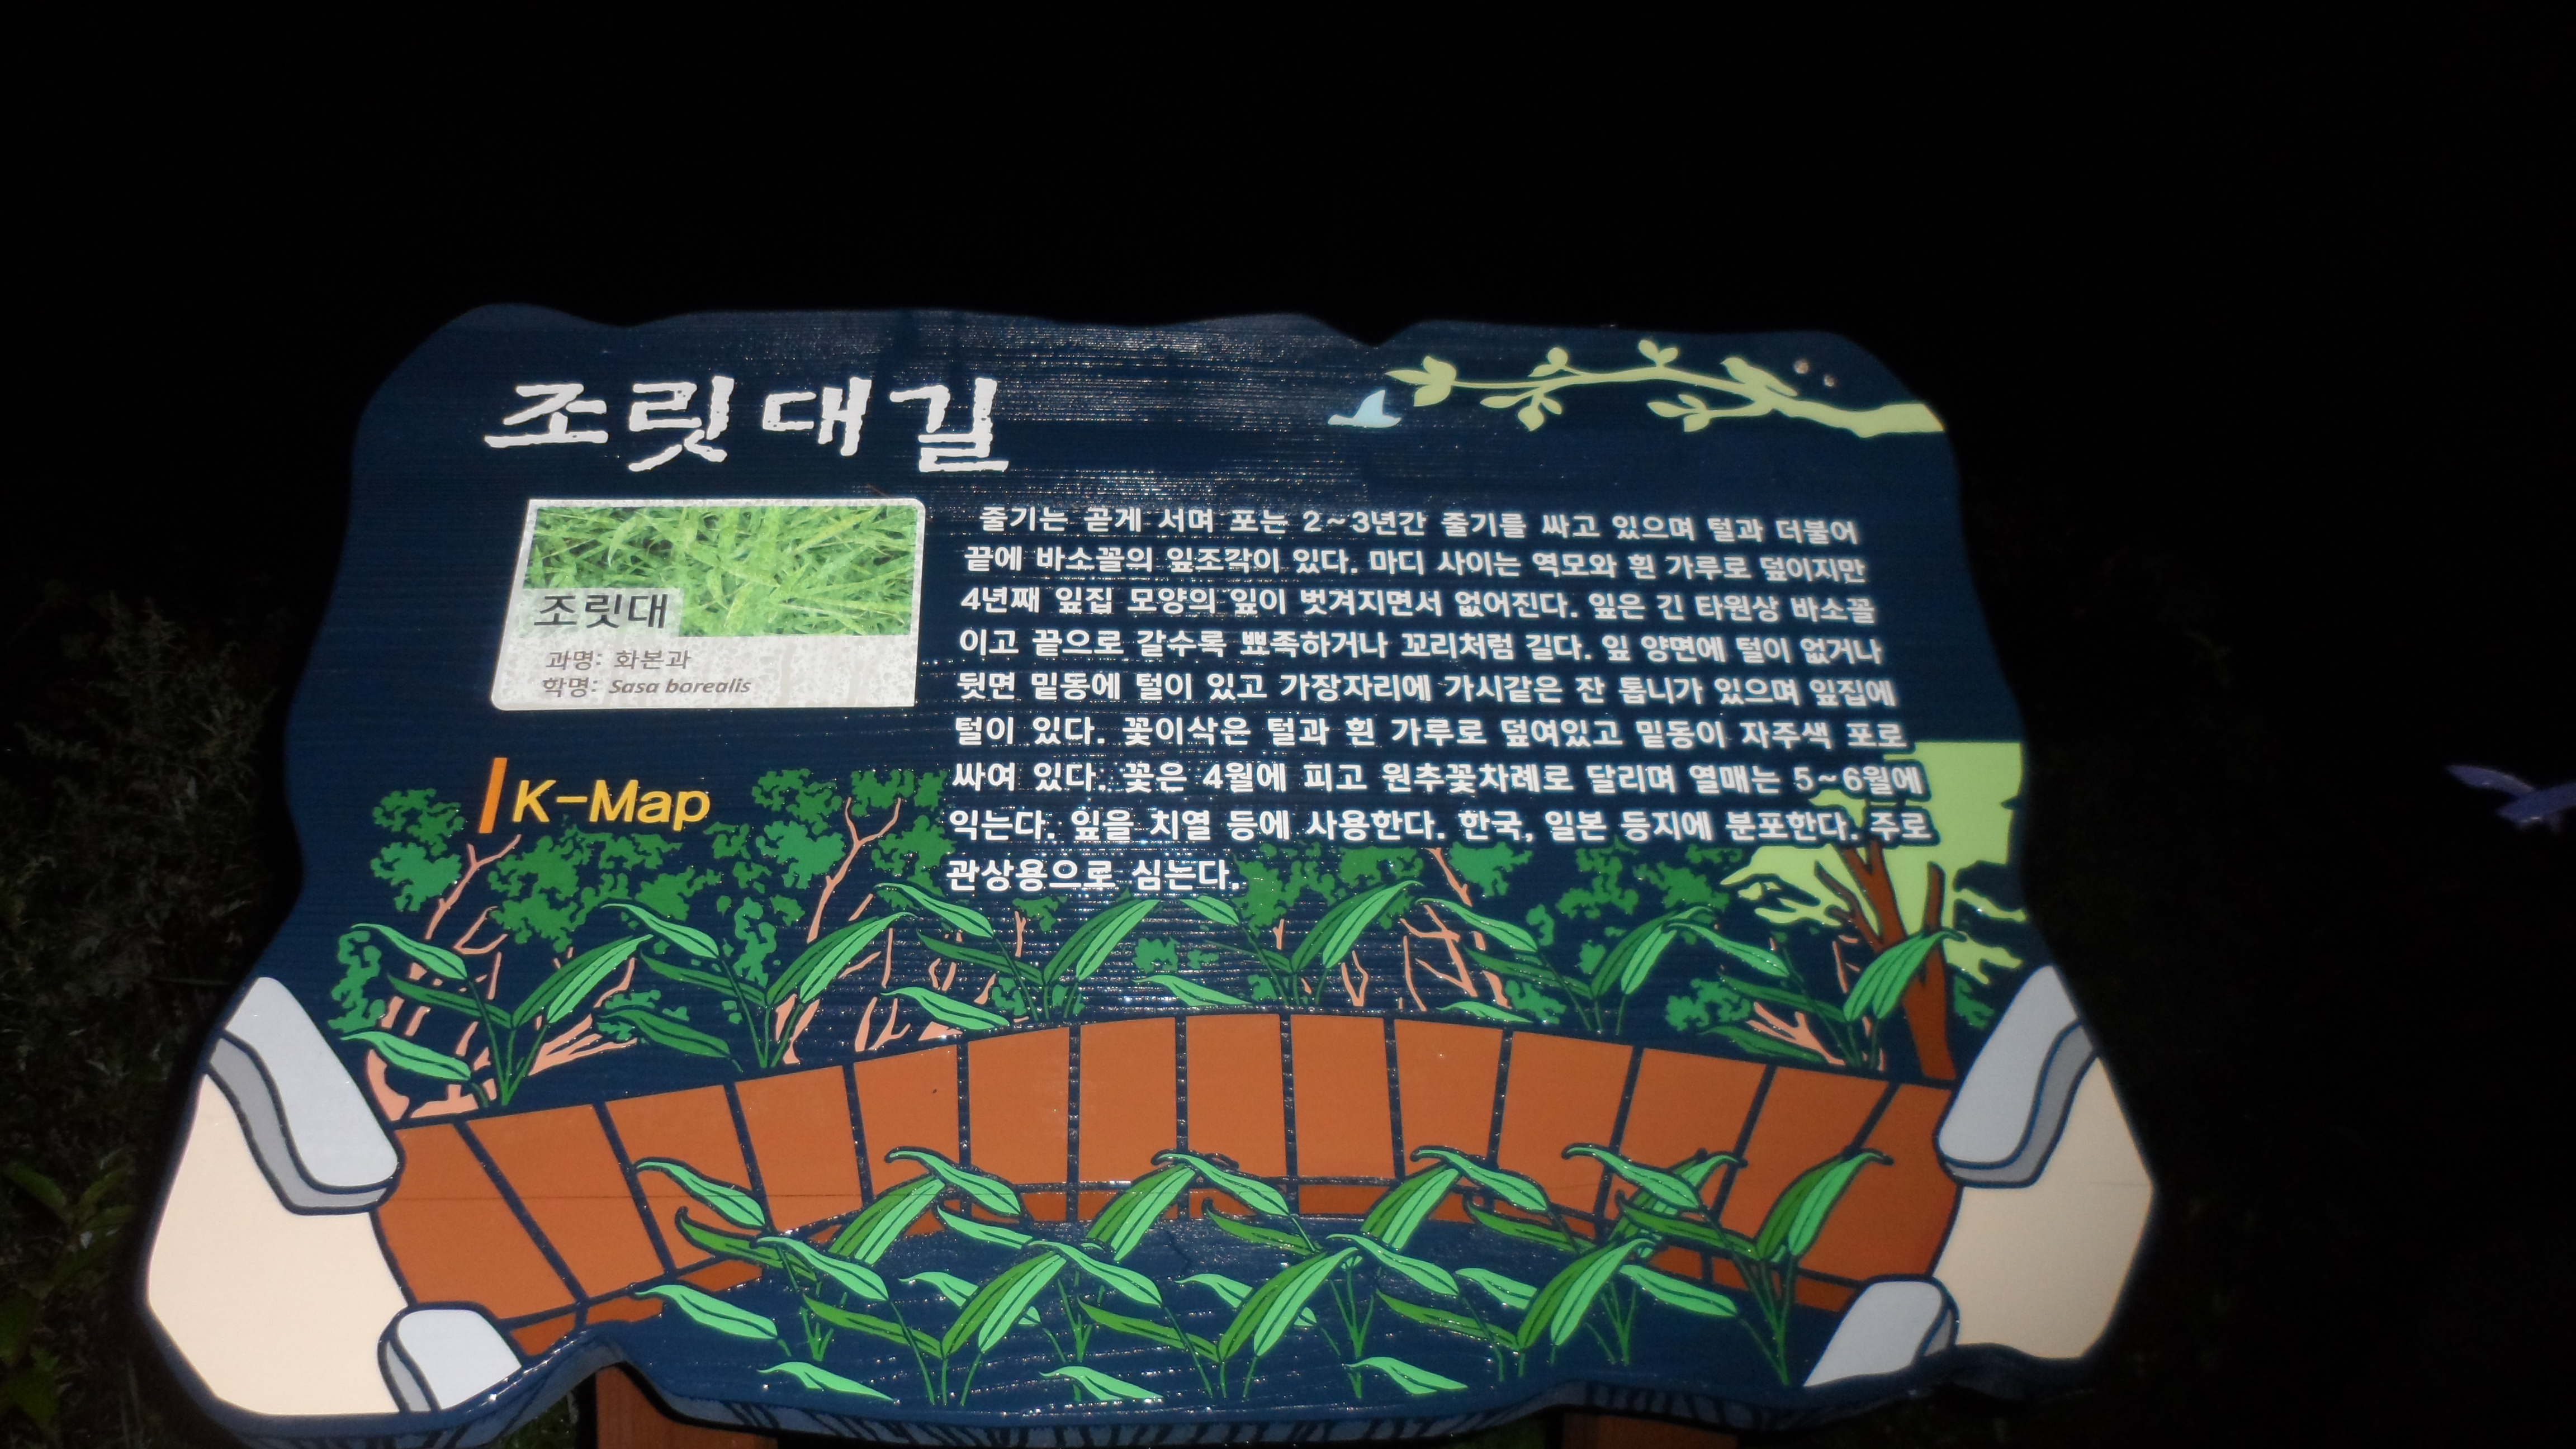 조릿대길
조릿대
과명: 화본과
학명: Sasa borealis
K-Map
줄기는 곧게 서며 포는 2~3년간 줄기를 싸고 있으며 털과 더불어
끝에 바소꼴의 잎조각이 있다. 마디 사이는 역모와 흰 가루로 덮이지만
4년째 잎집 모양의 잎이 벗겨지면서 없어진다. 잎은 긴 타원상 바소꼴
이고 끝으로 갈수록 뾰족하거나 꼬리처럼 길다. 잎 양면에 털이 없거나
뒷면 밑동에 털이 있고 가장자리에 가시같은 잔 톱니가 있으며 잎집에
털이 있다. 꽃이삭은 털과 흰 가루로 덮여있고 밑동이 자주색 포로
싸여 있다. 꽃은 4월에 피고 원추꽃차례로 달리며 열매는 5~6월에
익는다. 잎을 치열 등에 사용한다. 한국, 일본 등지에 분포한다. 주로
관상용으로 심는다.